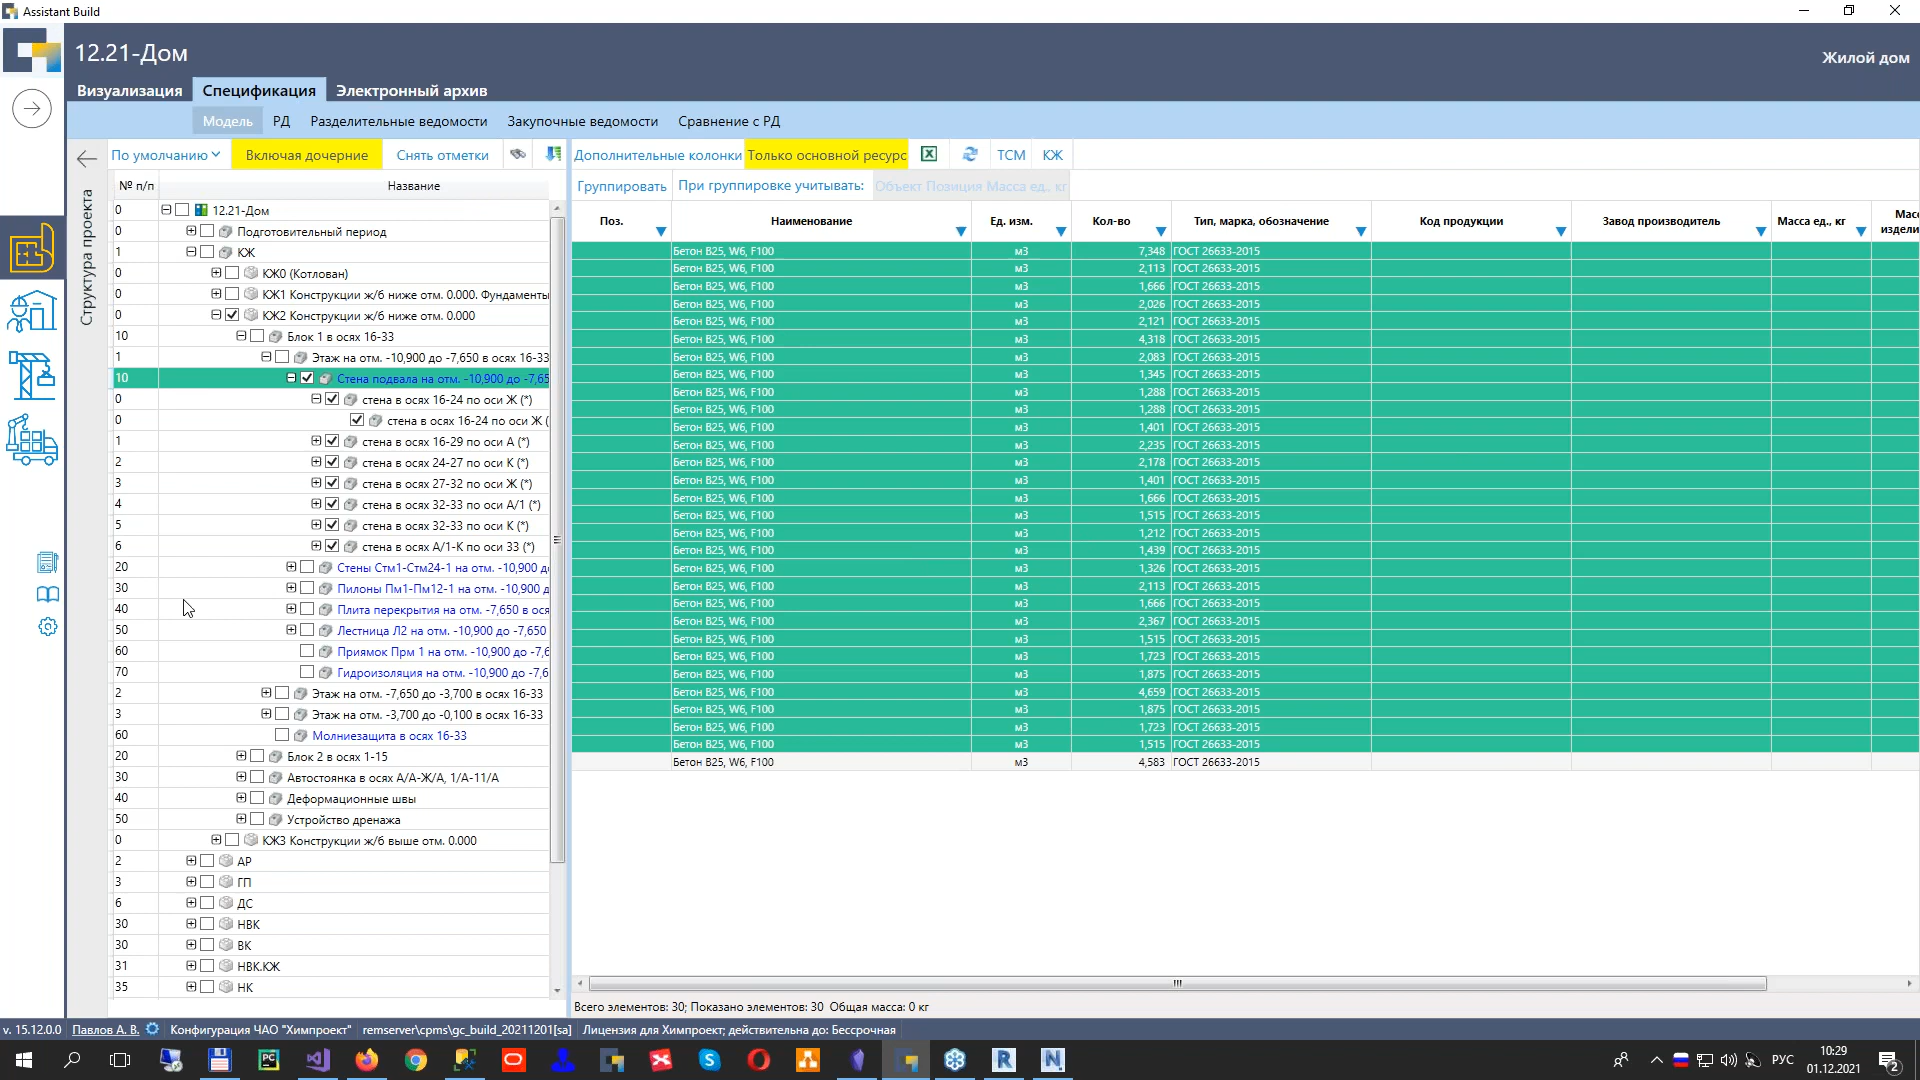 Assistant Build
12.21-Дом
Жилой дом
Визуализация Спецификация Электронный архив
Модель РД Разделительные ведомости Закупочные ведомости Сравнение с РД
По умолчанию Включая дочерние Снять отметки
Структура проекта
№ п/п Название
0 12.21-Дом
0 Подготовительный период
1 КЖ
0 КЖ0 (Котлован)
0 КЖ1 Конструкции ж/б ниже отм. 0.000. Фундаменты
0 КЖ2 Конструкции ж/б ниже отм. 0.000
10 Блок 1 в осях 16-33
1 Этаж на отм. -10,900 до -7,650 в осях 16-33
10 Стена подвала на отм. -10,900 до -7,65
0 стена в осях 16-24 по оси Ж (*)
0 стена в осях 16-24 по оси Ж (
1 стена в осях 16-29 по оси А (*)
2 стена в осях 24-27 по оси К (*)
3 стена в осях 27-32 по оси Ж (*)
4 стена в осях 32-33 по оси А/1 (*)
5 стена в осях 32-33 по оси К (*)
6 стена в осях А/1-К по оси 33 (*)
20 Стены Стм1-Стм24-1 на отм. -10,900 д
30 Пилоны Пм1-Пм12-1 на отм. -10,900 д
40 Плита перекрытия на отм. -7,650 в ося
50 Лестница Л2 на отм. -10,900 до -7,650
60 Приямок Прм 1 на отм. -10,900 до -7,6
70 Гидроизоляция на отм. -10,900 до -7,6
2 Этаж на отм. -7,650 до -3,700 в осях 16-33
3 Этаж на отм. -3,700 до -0,100 в осях 16-33
60 Молниезащита в осях 16-33
20 Блок 2 в осях 1-15
30 Автостоянка в осях А/А-Ж/А, 1/А-11/А
40 Деформационные швы
50 Устройство дренажа
0 КЖ3 Конструкции ж/б выше отм. 0.000
2 АР
3 ГП
6 ДС
30 НВК
30 ВК
31 НВК.КЖ
35 НК
Дополнительные колонки Только основной ресурс ТСМ КЖ
Группировать При группировке учитывать: Объект Позиция Масса ед., кг
Поз. Наименование Ед. изм. Кол-во Тип, марка, обозначение Код продукции Завод производитель Масса ед., кг Масс
издели
Бетон В25, W6, F100 м3 7,348 ГОСТ 26633-2015
Бетон В25, W6, F100 м3 2,113 ГОСТ 26633-2015
Бетон В25, W6, F100 м3 1,666 ГОСТ 26633-2015
Бетон В25, W6, F100 м3 2,026 ГОСТ 26633-2015
Бетон В25, W6, F100 м3 2,121 ГОСТ 26633-2015
Бетон В25, W6, F100 м3 4,318 ГОСТ 26633-2015
Бетон В25, W6, F100 м3 2,083 ГОСТ 26633-2015
Бетон В25, W6, F100 м3 1,345 ГОСТ 26633-2015
Бетон В25, W6, F100 м3 1,288 ГОСТ 26633-2015
Бетон В25, W6, F100 м3 1,288 ГОСТ 26633-2015
Бетон В25, W6, F100 м3 1,401 ГОСТ 26633-2015
Бетон В25, W6, F100 м3 2,235 ГОСТ 26633-2015
Бетон В25, W6, F100 м3 2,178 ГОСТ 26633-2015
Бетон В25, W6, F100 м3 1,401 ГОСТ 26633-2015
Бетон В25, W6, F100 м3 1,666 ГОСТ 26633-2015
Бетон В25, W6, F100 м3 1,515 ГОСТ 26633-2015
Бетон В25, W6, F100 м3 1,212 ГОСТ 26633-2015
Бетон В25, W6, F100 м3 1,439 ГОСТ 26633-2015
Бетон В25, W6, F100 м3 1,326 ГОСТ 26633-2015
Бетон В25, W6, F100 м3 2,113 ГОСТ 26633-2015
Бетон В25, W6, F100 м3 1,666 ГОСТ 26633-2015
Бетон В25, W6, F100 м3 2,367 ГОСТ 26633-2015
Бетон В25, W6, F100 м3 1,515 ГОСТ 26633-2015
Бетон В25, W6, F100 м3 1,723 ГОСТ 26633-2015
Бетон В25, W6, F100 м3 1,875 ГОСТ 26633-2015
Бетон В25, W6, F100 м3 4,659 ГОСТ 26633-2015
Бетон В25, W6, F100 м3 1,875 ГОСТ 26633-2015
Бетон В25, W6, F100 м3 1,723 ГОСТ 26633-2015
Бетон В25, W6, F100 м3 1,515 ГОСТ 26633-2015
Бетон В25, W6, F100 м3 4,583 ГОСТ 26633-2015
Всего элементов: 30; Показано элементов: 30 Общая масса: 0 кг
v. 15.12.0.0 Павлов А. В. Конфигурация ЧАО "Химпроект" remserver\cpms\gc_build_20211201[sa] Лицензия для Химпроект; действительна до: Бессрочная
РУС 10:29
01.12.2021
2